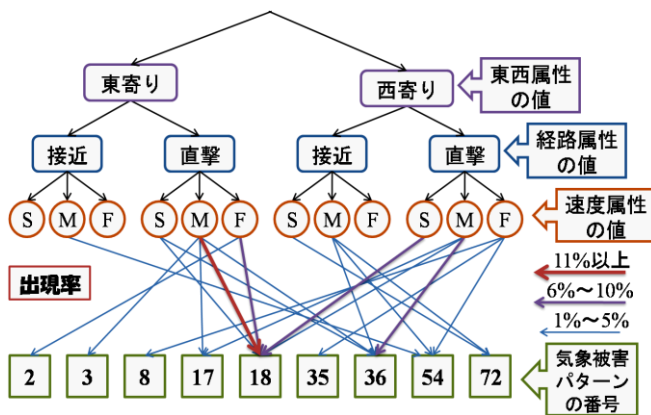 東寄り
西寄り
東西属性
の値
接近
直撃
接近
直撃
経路属性
の値
S M F S M F S M F S M F
速度属性
の値
出現率
11%以上
6%～10%
1%～5%
2 3 8 17 18 35 36 54 72
気象被害
パターン
の番号